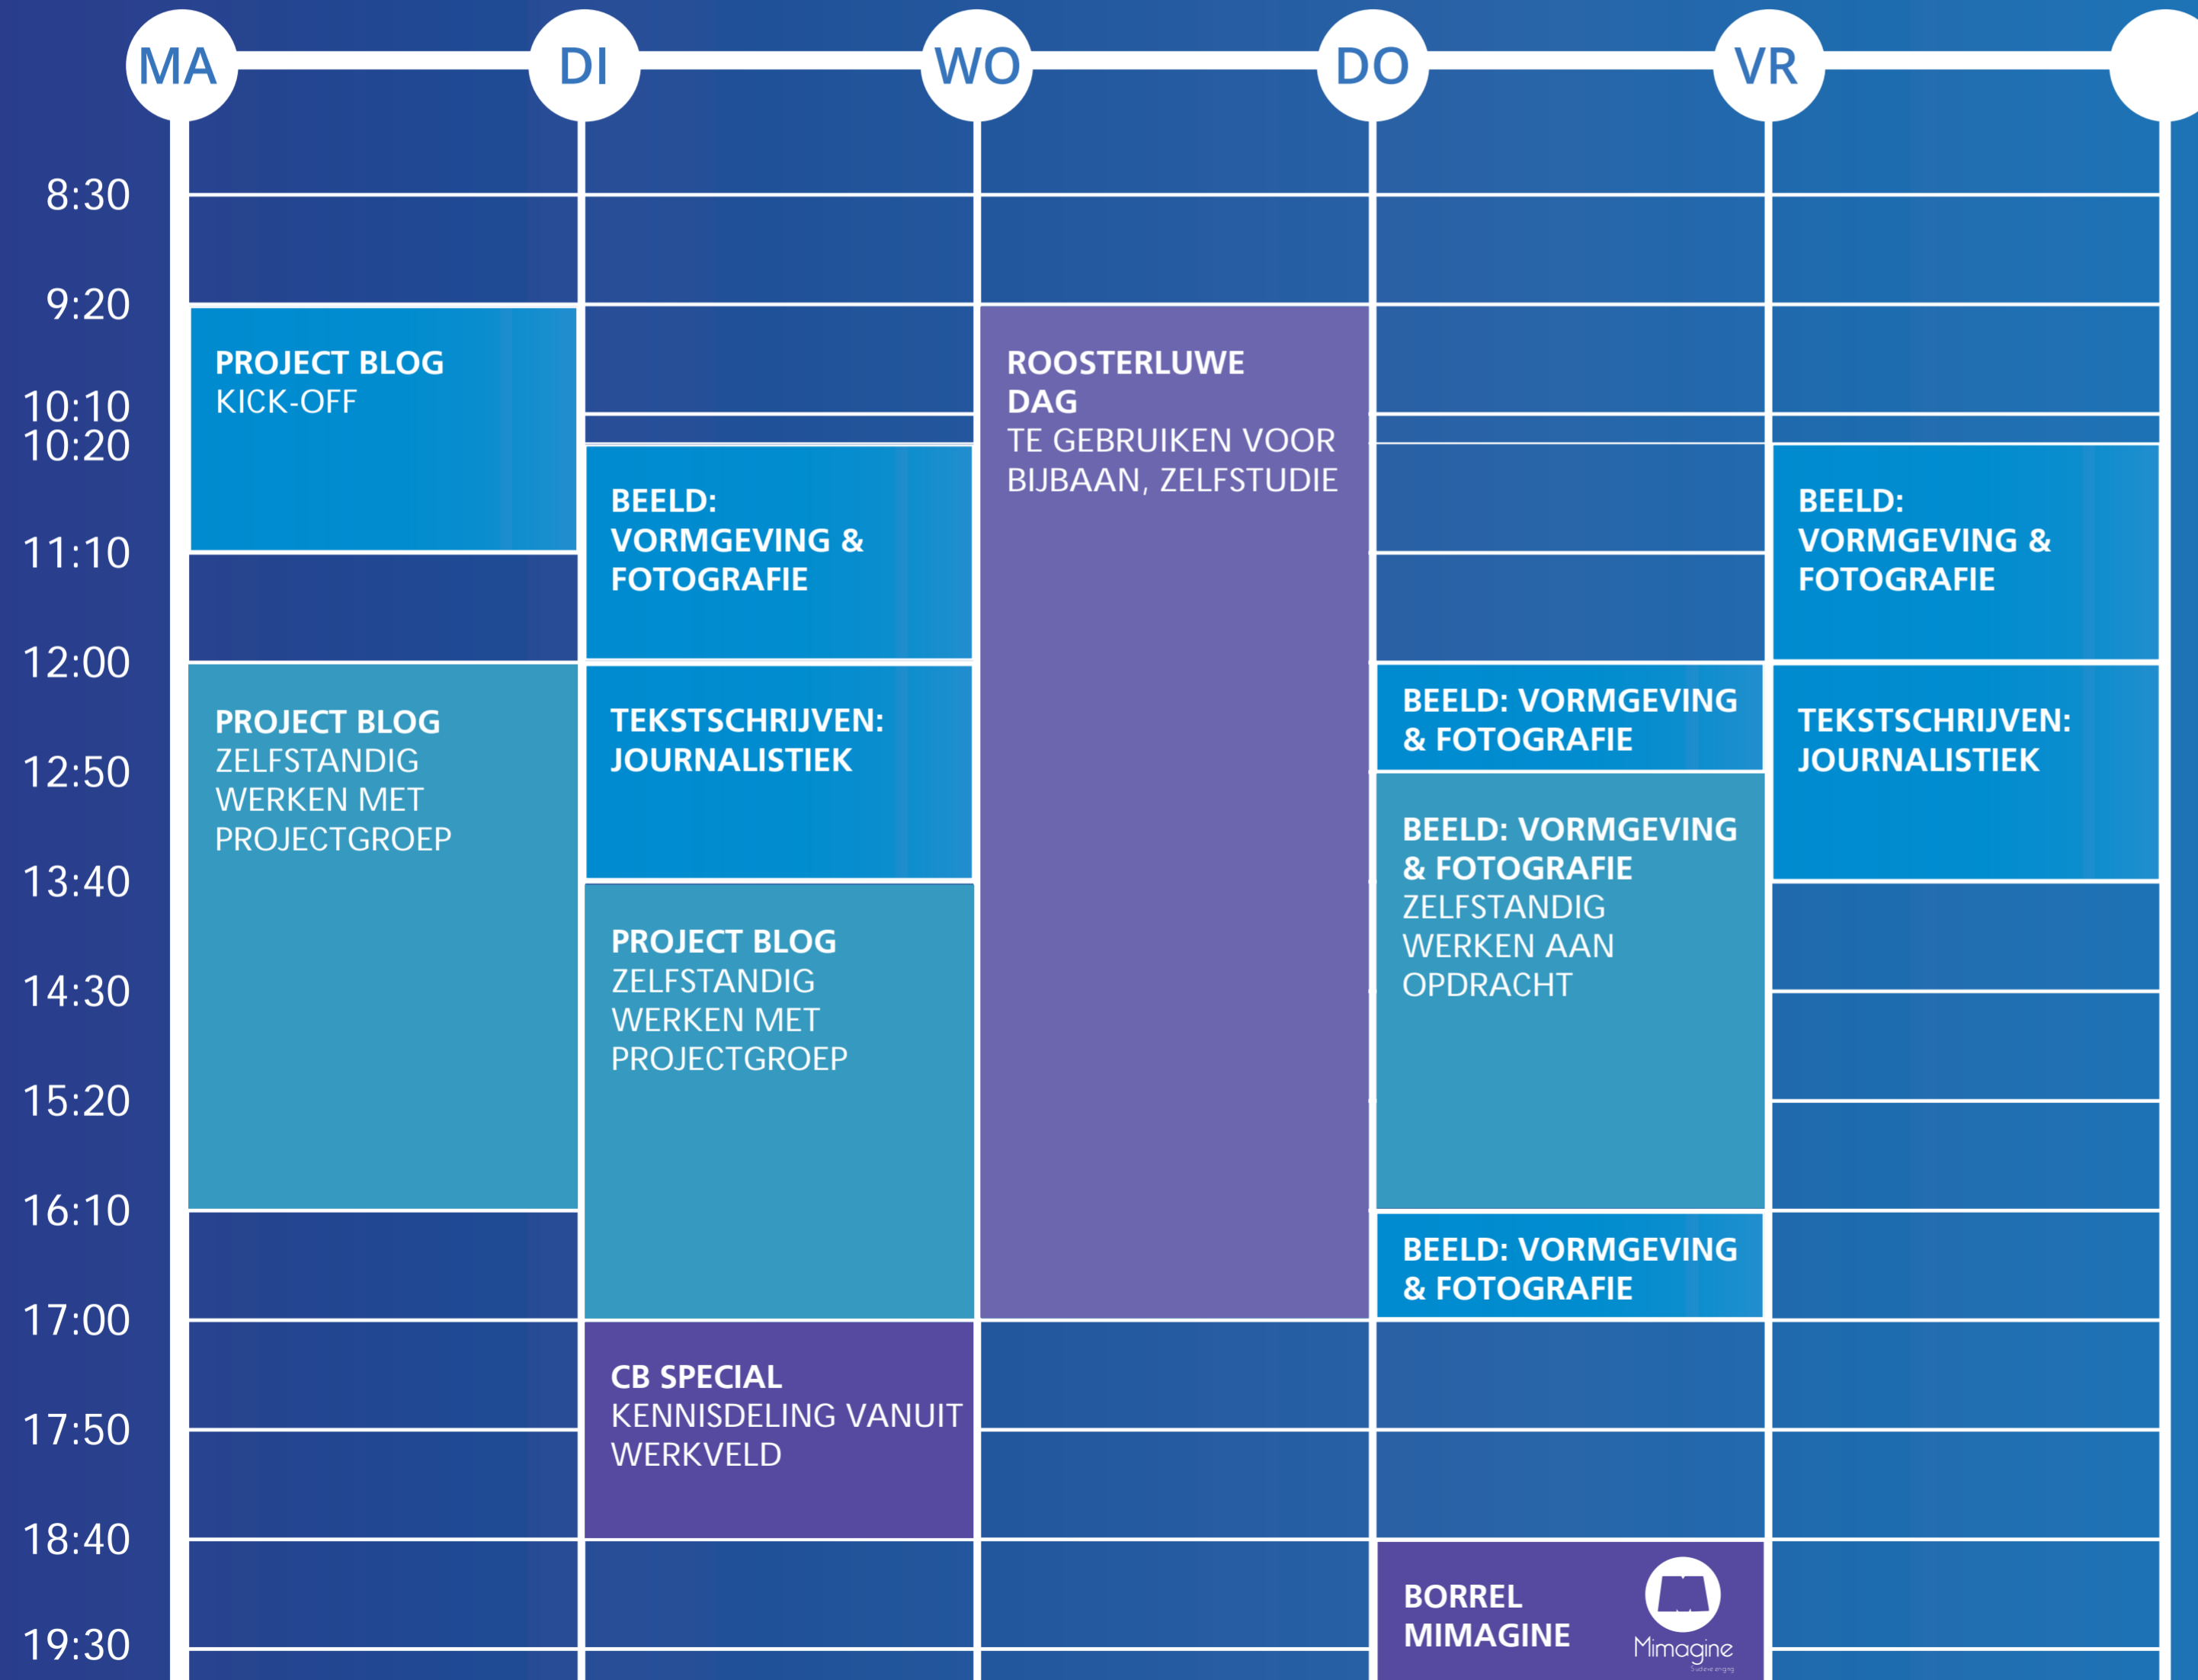 MA
DI
WO
DO
VR
8:30
9:20
10:10
10:20
11:10
12:00
12:50
13:40
14:30
15:20
16:10
17:00
17:50
18:40
19:30
PROJECT BLOG
KICK-OFF
PROJECT BLOG
ZELFSTANDIG
WERKEN MET
PROJECTGROEP
BEELD:
VORMGEVING &
FOTOGRAFIE
TEKSTSCHRIJVEN:
JOURNALISTIEK
PROJECT BLOG
ZELFSTANDIG
WERKEN MET
PROJECTGROEP
CB SPECIAL
KENNISDELING VANUIT
WERKVELD
ROOSTERLUWE
DAG
TE GEBRUIKEN VOOR
BIJBAAN, ZELFSTUDIE
BEELD: VORMGEVING
& FOTOGRAFIE
BEELD: VORMGEVING
& FOTOGRAFIE
ZELFSTANDIG
WERKEN AAN
OPDRACHT
BEELD: VORMGEVING
& FOTOGRAFIE
BORREL
MIMAGINE
Mimagine
BEELD:
VORMGEVING &
FOTOGRAFIE
TEKSTSCHRIJVEN:
JOURNALISTIEK